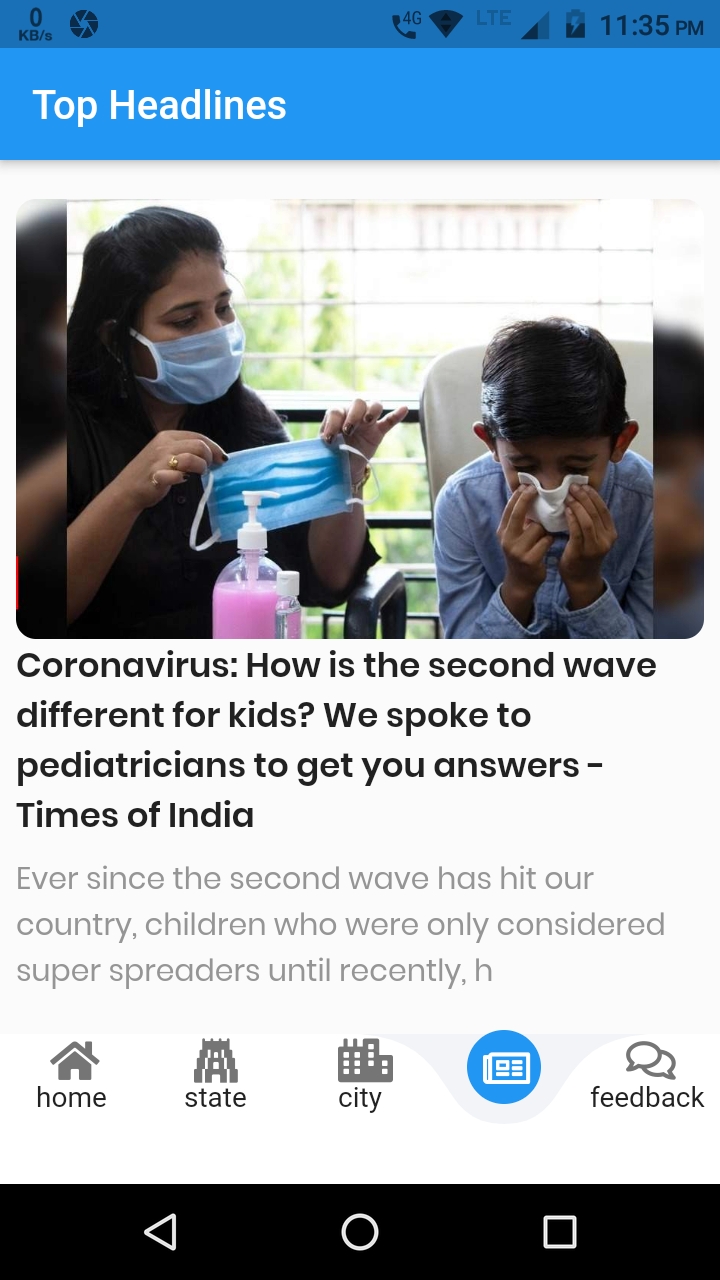 0
KB/s
4G
LTE
11:35 PM
Top Headlines
Coronavirus: How is the second wave
different for kids? We spoke to
pediatricians to get you answers -
Times of India
Ever since the second wave has hit our
country, children who were only considered
super spreaders until recently, h
home
state
city
feedback